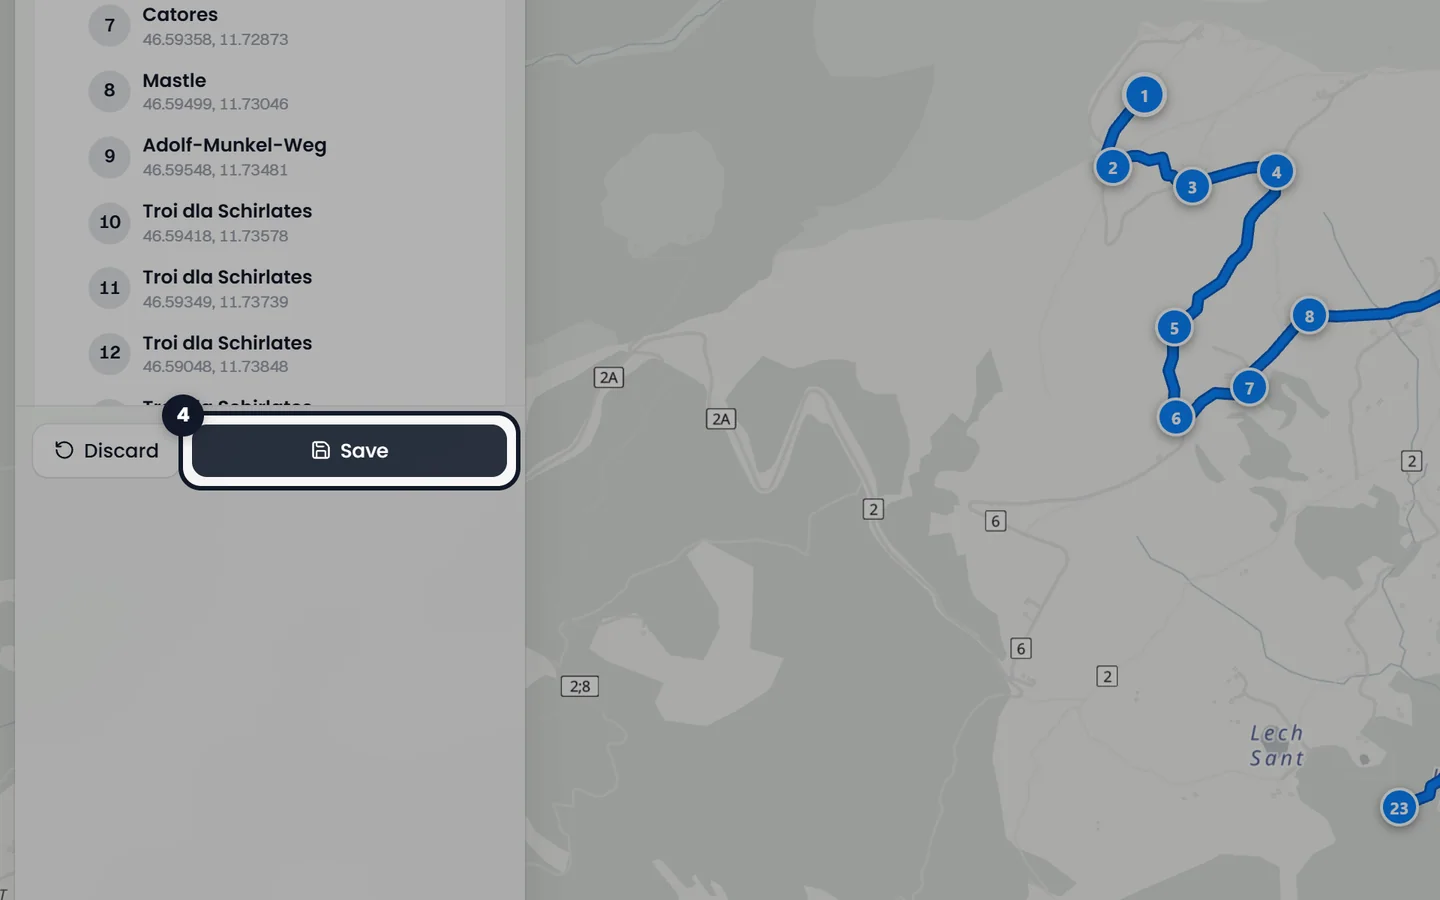 7
Catores
46.59358, 11.72873
8
Mastle
46.59499, 11.73046
9
Adolf-Munkel-Weg
46.59548, 11.73481
10
Troi dla Schirlates
46.59418, 11.73578
11
Troi dla Schirlates
46.59349, 11.73739
12
Troi dla Schirlates
46.59048, 11.73848
4
Discard
Save
1
2
3
4
5
6
7
8
2A
2A
2
2
6
6
2
2;8
Lech
Sant
23